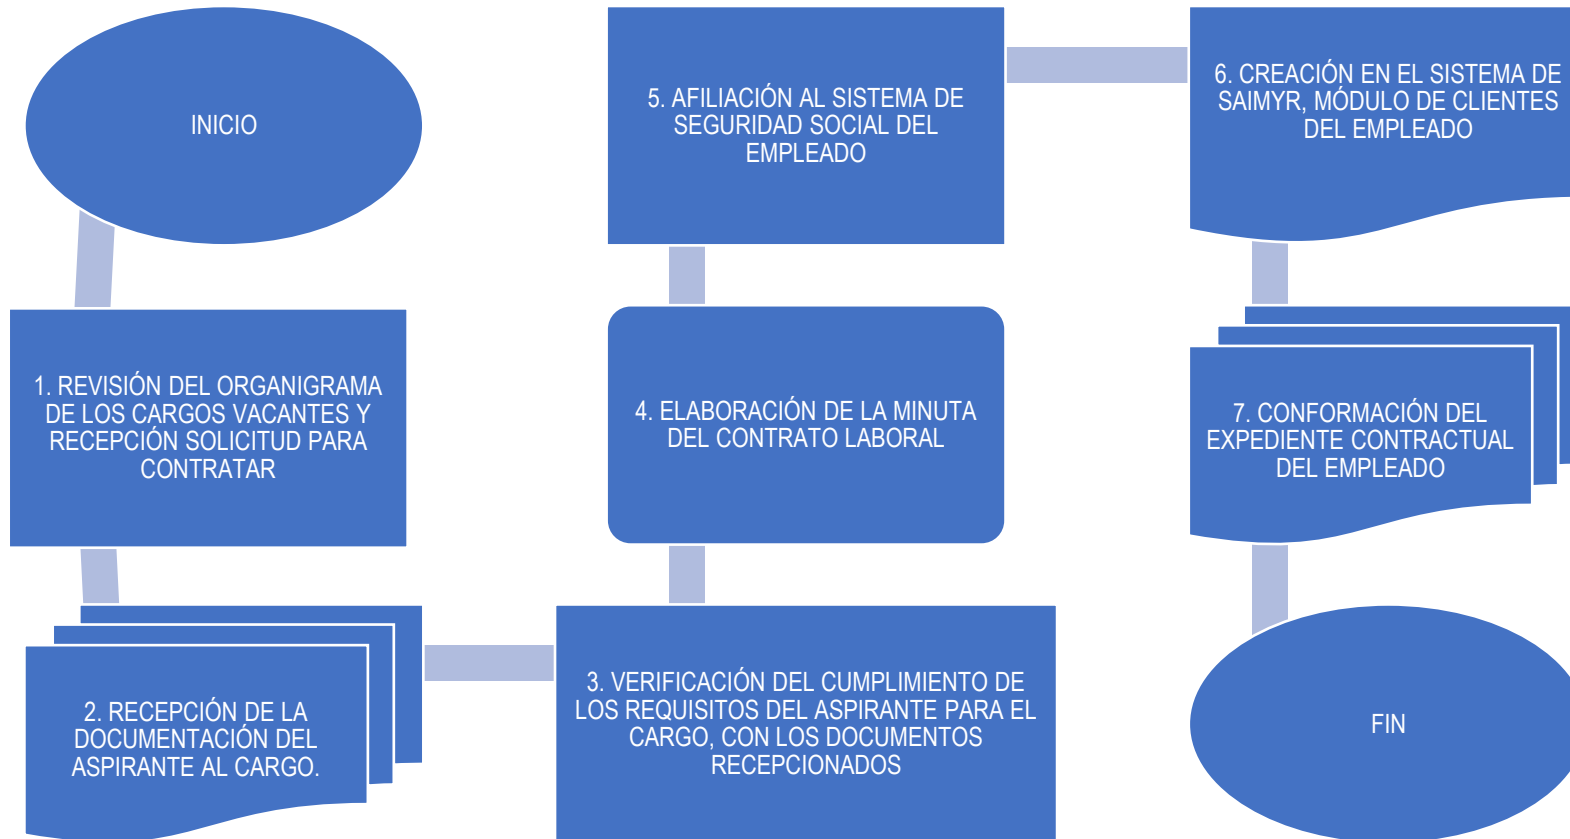 INICIO
1. REVISIÓN DEL ORGANIGRAMA
DE LOS CARGOS VACANTES Y
RECEPCIÓN SOLICITUD PARA
CONTRATAR
2. RECEPCIÓN DE LA
DOCUMENTACIÓN DEL
ASPIRANTE AL CARGO.
3. VERIFICACIÓN DEL CUMPLIMIENTO DE
LOS REQUISITOS DEL ASPIRANTE PARA EL
CARGO, CON LOS DOCUMENTOS
RECEPCIONADOS
4. ELABORACIÓN DE LA MINUTA
DEL CONTRATO LABORAL
5. AFILIACIÓN AL SISTEMA DE
SEGURIDAD SOCIAL DEL
EMPLEADO
6. CREACIÓN EN EL SISTEMA DE
SAIMYR, MÓDULO DE CLIENTES
DEL EMPLEADO
7. CONFORMACIÓN DEL
EXPEDIENTE CONTRACTUAL
DEL EMPLEADO
FIN